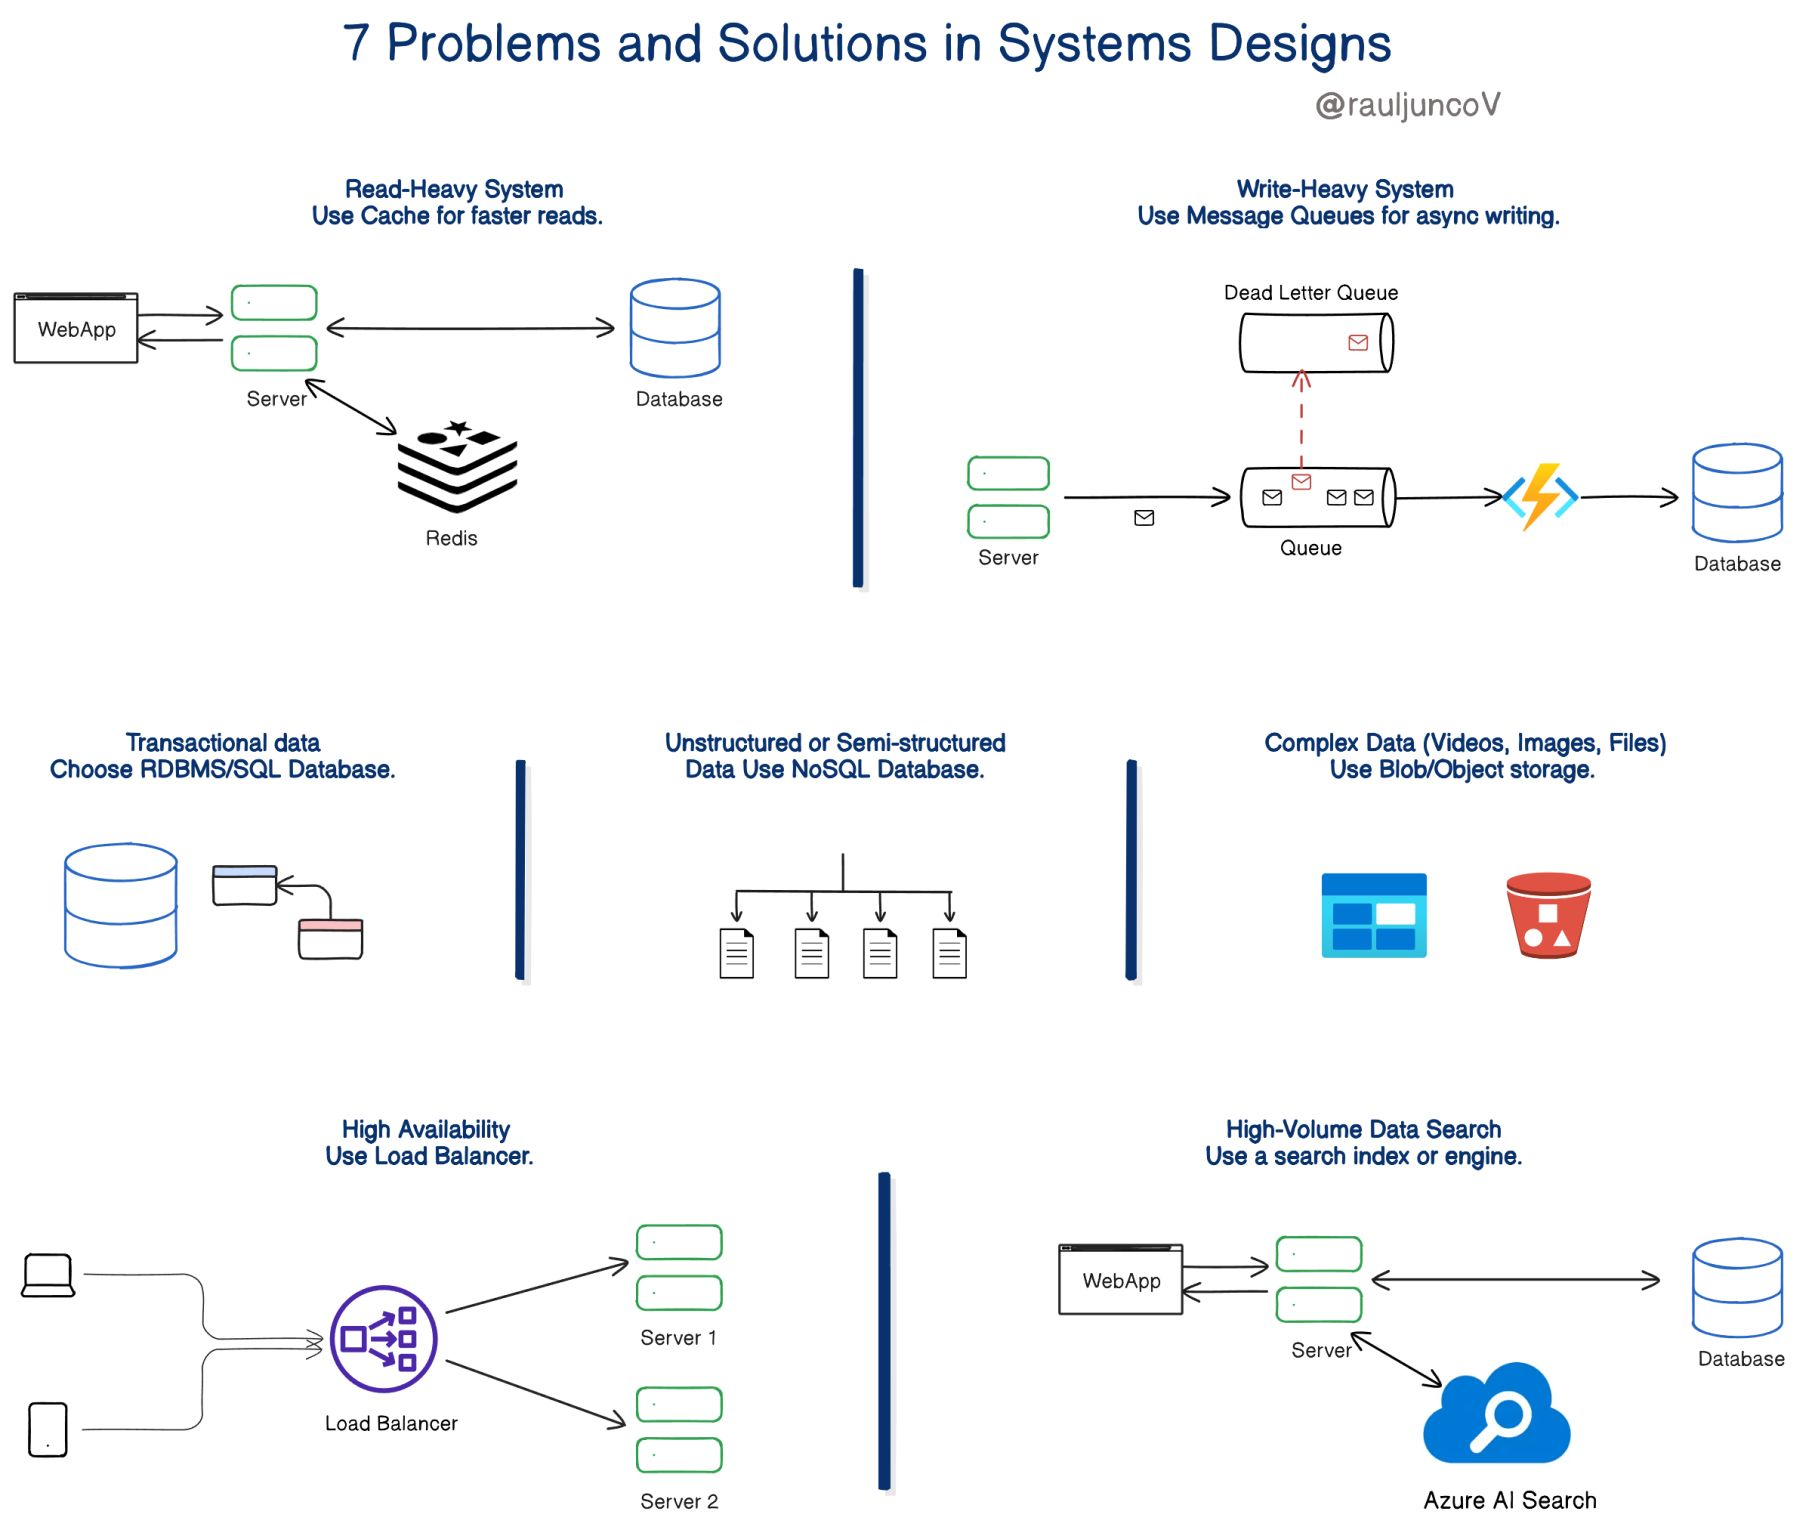 7 Problems and Solutions in Systems Designs
@rauljuncoV
Read-Heavy System
Use Cache for faster reads.
WebApp
Server
Database
Redis
Write-Heavy System
Use Message Queues for async writing.
Dead Letter Queue
Server
Queue
Database
Transactional data
Choose RDBMS/SQL Database.
Unstructured or Semi-structured
Data Use NoSQL Database.
Complex Data (Videos, Images, Files)
Use Blob/Object storage.
High Availability
Use Load Balancer.
Load Balancer
Server 1
Server 2
High-Volume Data Search
Use a search index or engine.
WebApp
Server
Database
Azure AI Search